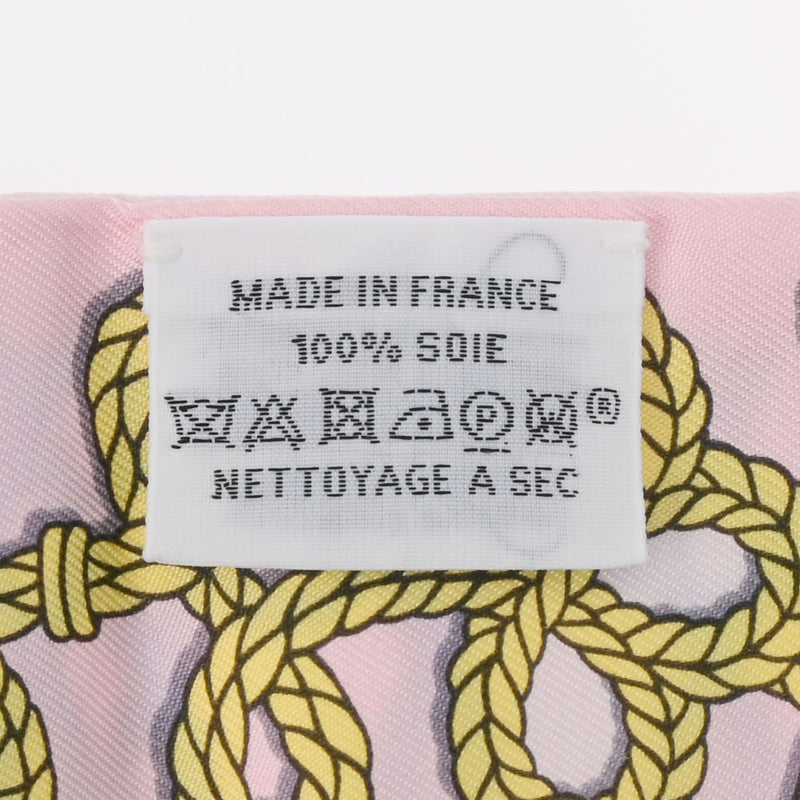 MADE IN FRANCE
100% SOIE
P W ®
NETTOYAGE A SEC